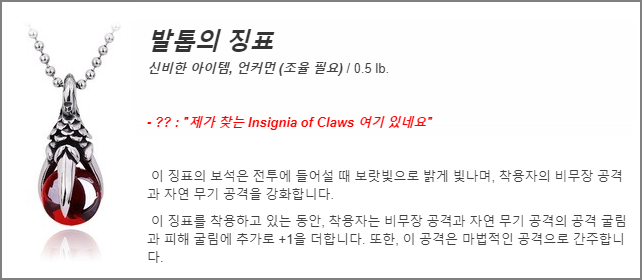 발톱의 징표
신비한 아이템, 언커먼 (조율 필요) / 0.5 lb.
- ?? : "제가 찾는 Insignia of Claws 여기 있네요"
이 징표의 보석은 전투에 들어설 때 보랏빛으로 밝게 빛나며, 착용자의 비무장 공격
과 자연 무기 공격을 강화합니다.
이 징표를 착용하고 있는 동안, 착용자는 비무장 공격과 자연 무기 공격의 공격 굴림
과 피해 굴림에 추가로 +1을 더합니다. 또한, 이 공격은 마법적인 공격으로 간주합니
다.